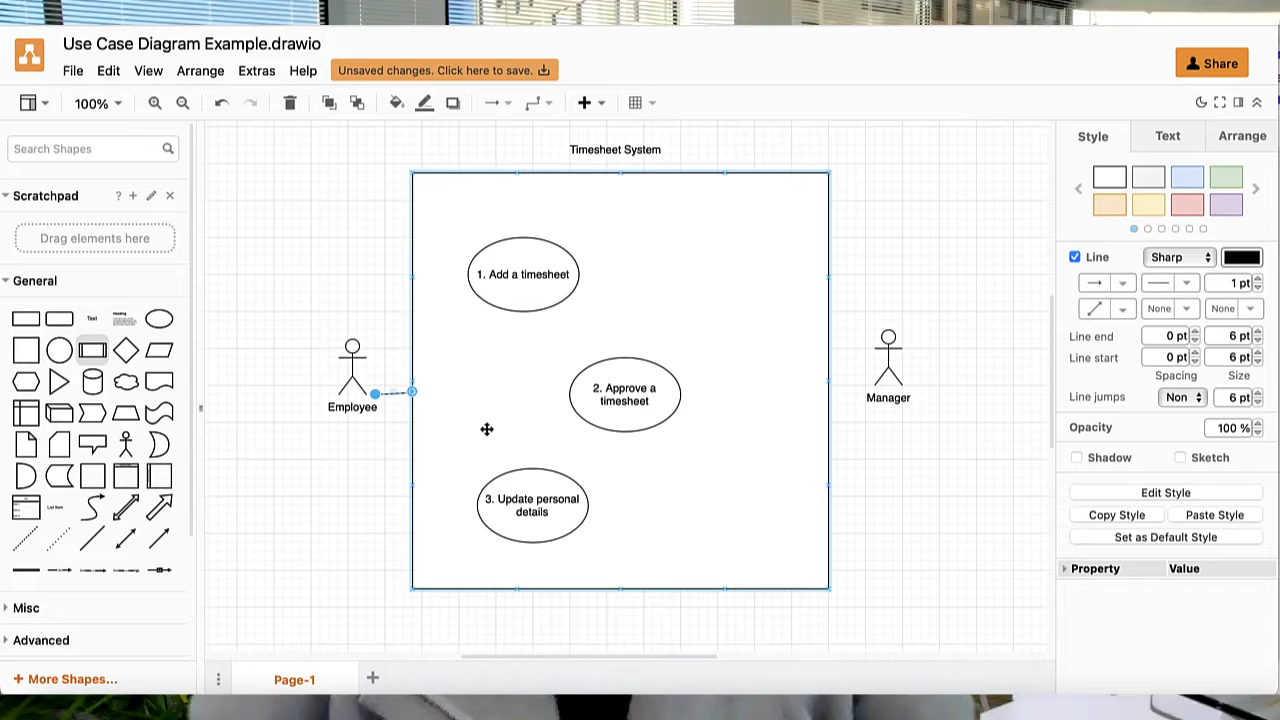 Use Case Diagram Example.drawio
File Edit View Arrange Extras Help
Unsaved changes. Click here to save.
Share
100%
Search Shapes
Scratchpad
?
Drag elements here
General
Text
Heading
List Item
Misc
Advanced
+ More Shapes...
Timesheet System
1. Add a timesheet
2. Approve a
timesheet
3. Update personal
details
Employee
Manager
Page-1
Style Text Arrange
Line Sharp
1 pt
None None
Line end 0 pt 6 pt
Line start 0 pt 6 pt
Spacing Size
Line jumps Non 6 pt
Opacity 100 %
Shadow Sketch
Edit Style
Copy Style Paste Style
Set as Default Style
Property Value